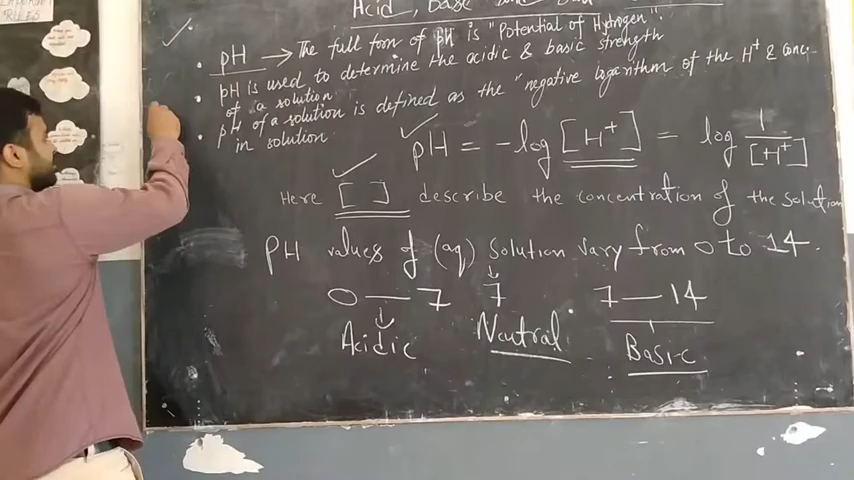 RULES
Acid, Base and
pH → The full form of pH is "Potential of Hydrogen".
pH is used to determine the acidic & basic strength
of a solution
pH of a solution is defined as the "negative logarithm of the H+ & conc.
in solution
pH = -log [H+] = log 1/[H+]
Here [ ] describe the concentration of the solution
PH values of (aq) Solution vary from 0 to 14.
0 — 7 7 7 — 14
Acidic Neutral Basic